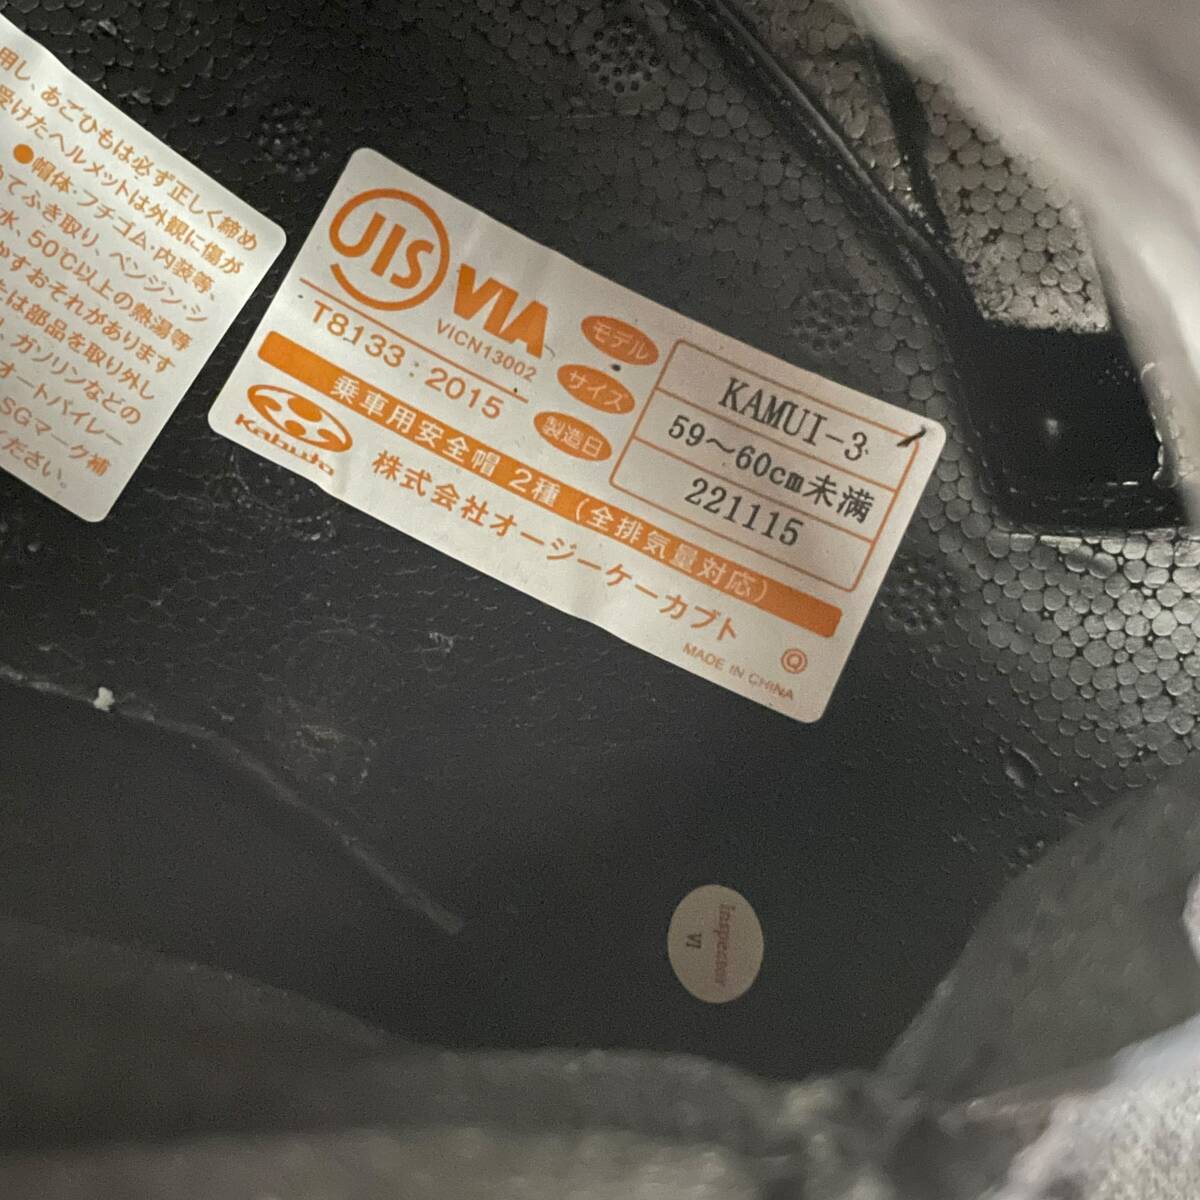 用し、あごひもは必ず正しく締め
受けたヘルメットは外観に傷が
●帽体・フチゴム・内装等、
てふき取り、ベンジン・シ
水、50℃以上の熱湯等
かすおそれがあります
は部品を取り外し
ガソリンなどの
オートバイレー
SGマーク補
ださい。
JIS
VIA
VICN13002
T8133：2015
モデル
KAMUI-3
サイズ
59～60cm未満
製造日
221115
乗車用安全帽 2種（全排気量対応）
Kabuto
株式会社オージーケーカブト
MADE IN CHINA
Q
inspector
VI